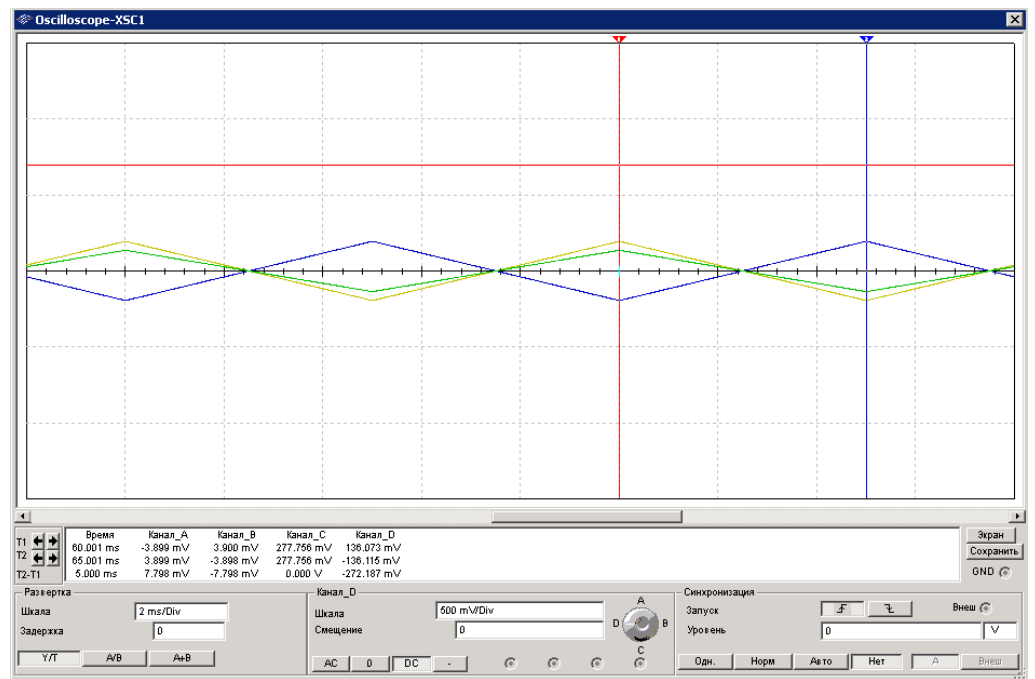 Oscilloscope-XSC1
1 2
Время Канал_A Канал_B Канал_C Канал_D
T1 60.001 ms -3.899 mV 3.900 mV 277.756 mV 136.073 mV
T2 65.001 ms 3.899 mV -3.898 mV 277.756 mV -136.115 mV
T2-T1 5.000 ms 7.798 mV -7.798 mV 0.000 V -272.187 mV
Экран
Сохранить
GND
Развертка
Шкала 2 ms/Div
Задержка 0
Y/T A/B A+B
Канал_D
Шкала 500 mV/Div
Смещение 0
AC 0 DC -
A
D B
C
Синхронизация
Запуск Внеш
Уровень 0 V
Одн. Норм Авто Нет A Внеш